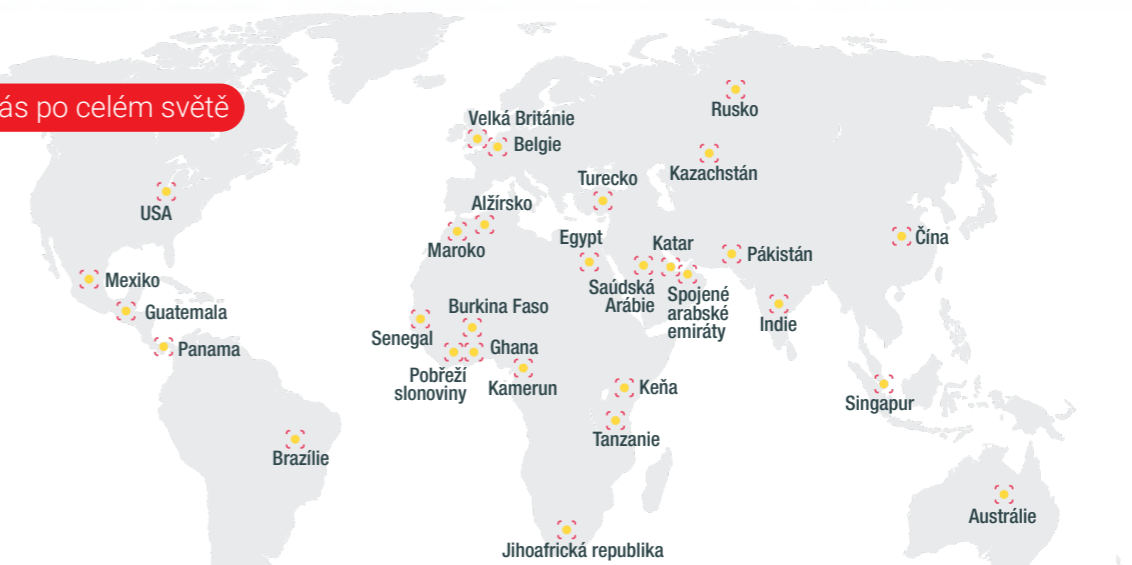 ás po celém světě
Rusko
Velká Británie
Belgie
Kazachstán
Turecko
USA
Alžírsko
Maroko
Egypt
Katar
Čína
Pákistán
Mexiko
Saúdská
Arábie
Spojené
arabské
emiráty
Guatemala
Burkina Faso
Indie
Senegal
Ghana
Panama
Pobřeží
slonoviny
Kamerun
Keňa
Singapur
Tanzanie
Brazílie
Austrálie
Jihoafrická republika